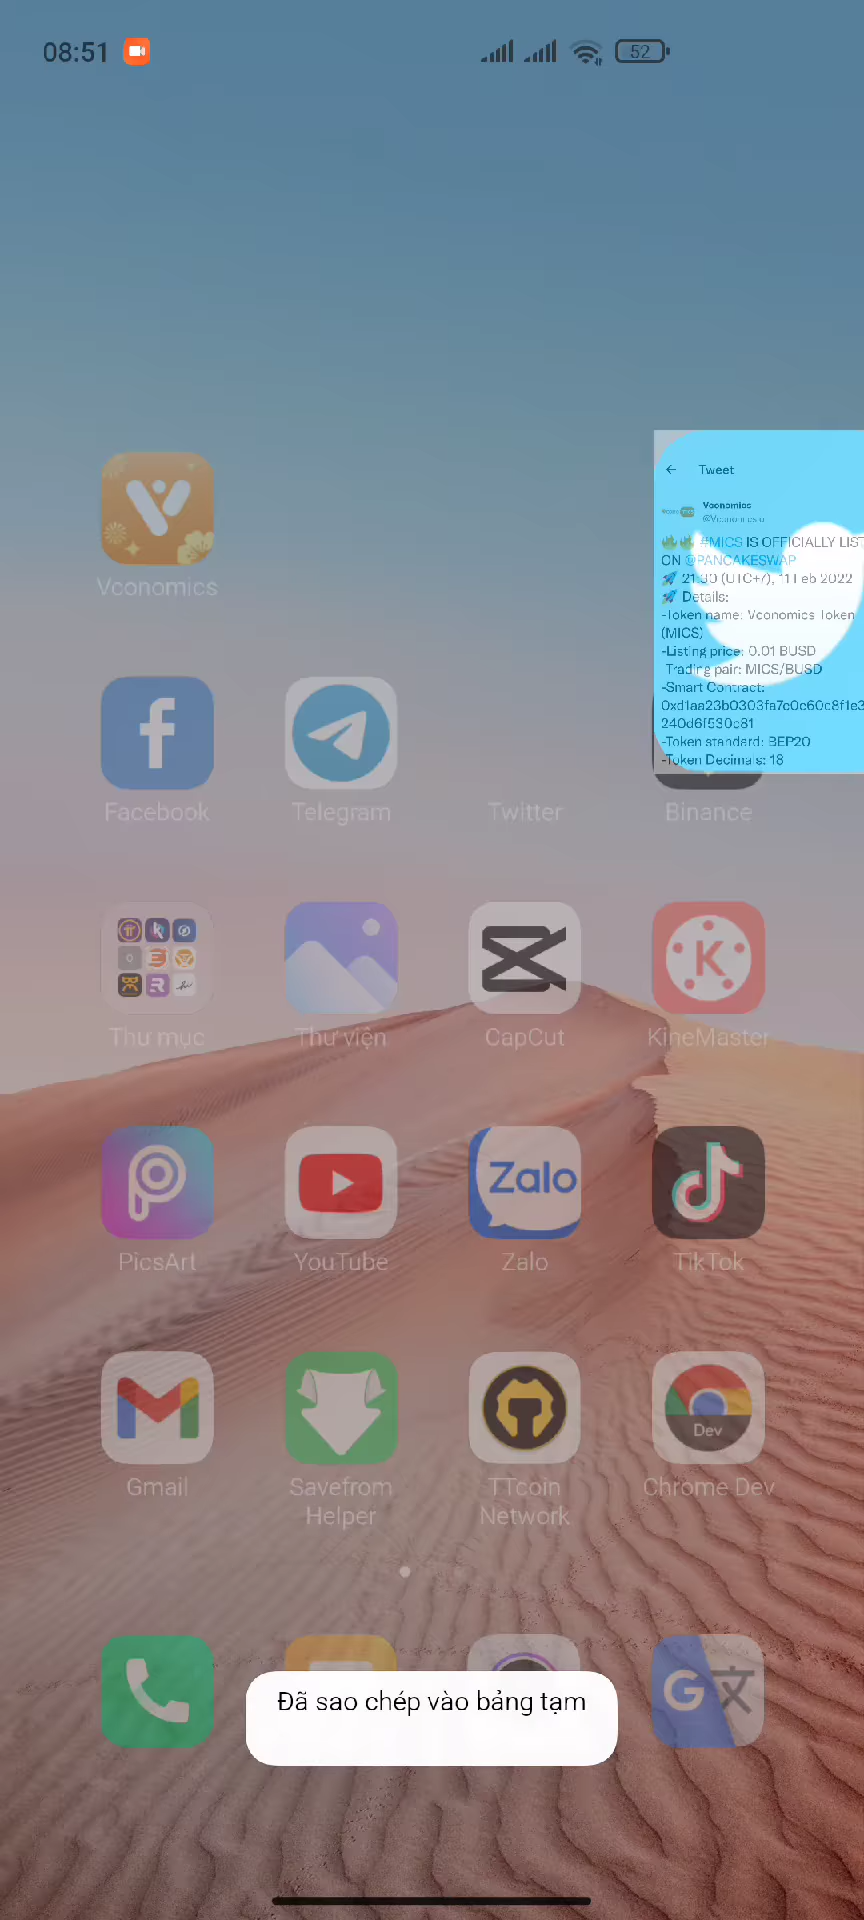 08:51
52
Vconomics
Tweet
Vconomics
🔥🔥 #MICS IS OFFICIALLY LIST
ON @PANCAKESWAP
🚀 21:30 (UTC+7), 11 Feb 2022
🚀 Details:
-Token name: Vconomics Token
(MICS)
-Listing price: 0.01 BUSD
Trading pair: MICS/BUSD
-Smart Contract:
0xd1aa23b0303fa7c0c60c8f1e3
240d6f530c81
-Token standard: BEP20
-Token Decimals: 18
Facebook
Telegram
Twitter
Binance
Thư mục
Thư viện
CapCut
KineMaster
Zalo
PicsArt
YouTube
Zalo
TikTok
Dev
Gmail
Savefrom
Helper
TTcoin
Network
Chrome Dev
Đã sao chép vào bảng tạm